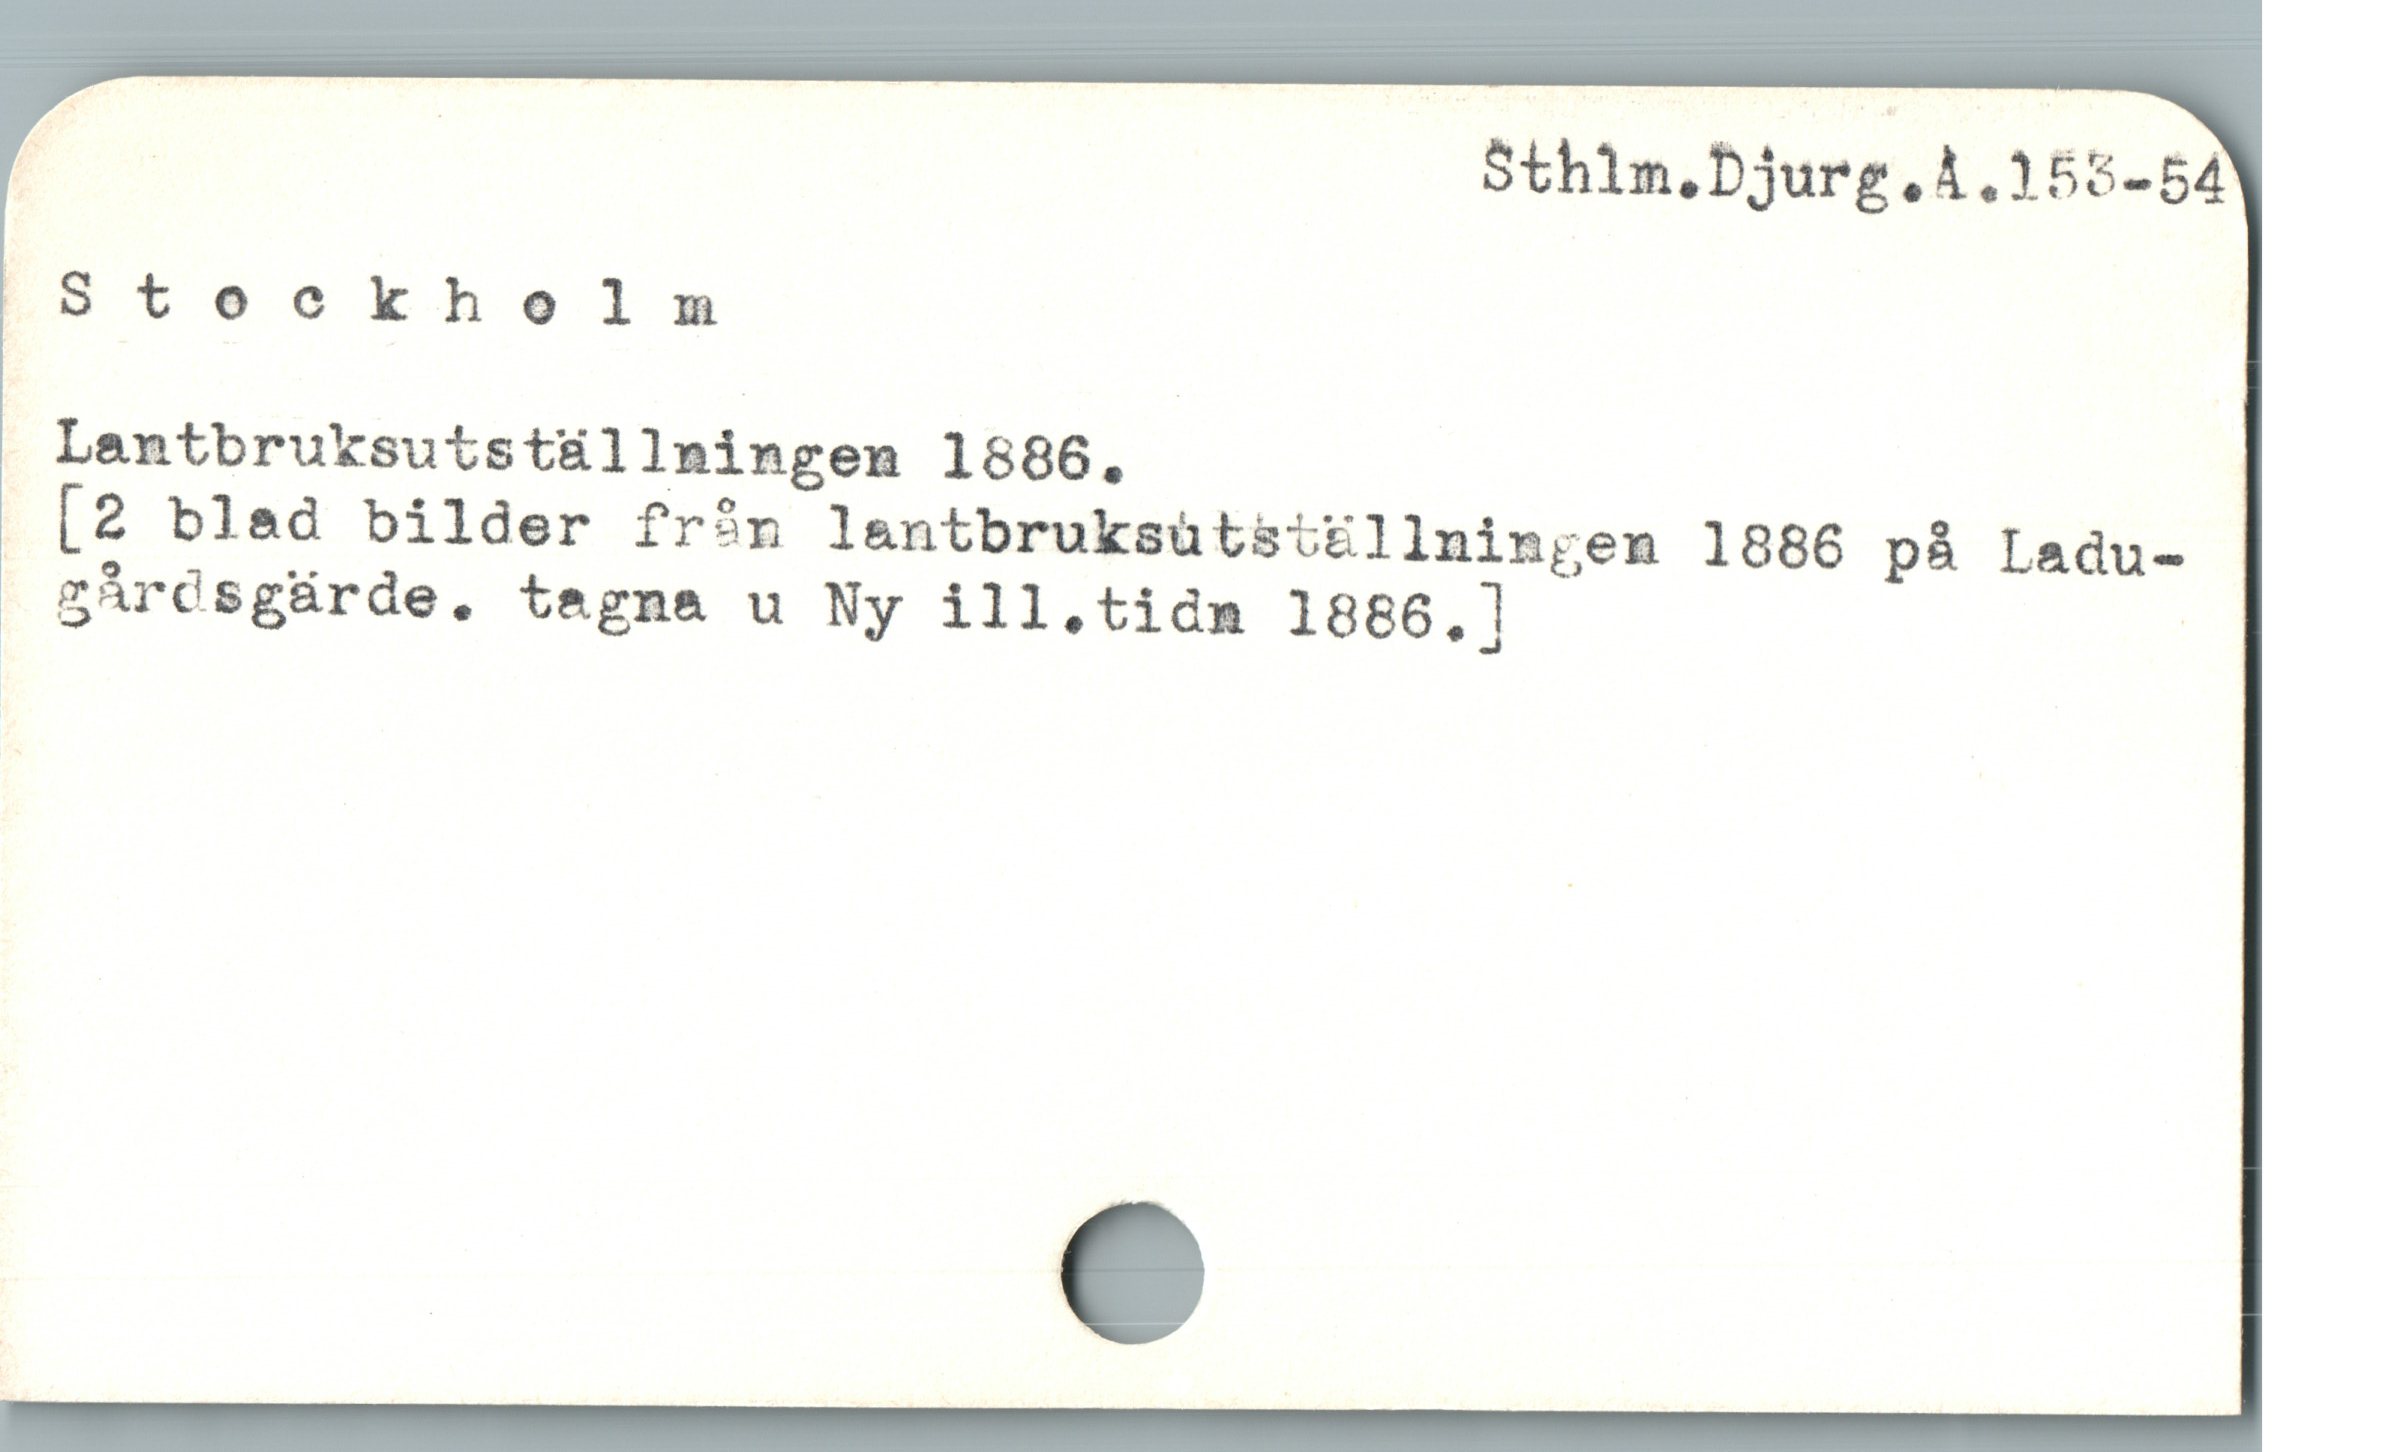 Sthlm.Djurg.A.153-54
S t o c k h o l m
Lantbruksutställningen 1886.
[2 blad bilder från lantbruksutställningen 1886 på Ladu-
gårdsgärde. tagna u Ny ill.tidn 1886.]